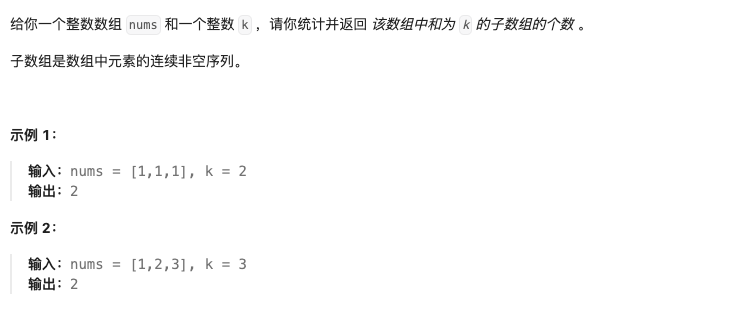 给你一个整数数组 nums 和一个整数 k ，请你统计并返回 该数组中和为 k 的子数组的个数 。
子数组是数组中元素的连续非空序列。
示例 1：
输入：nums = [1,1,1], k = 2
输出：2
示例 2：
输入：nums = [1,2,3], k = 3
输出：2